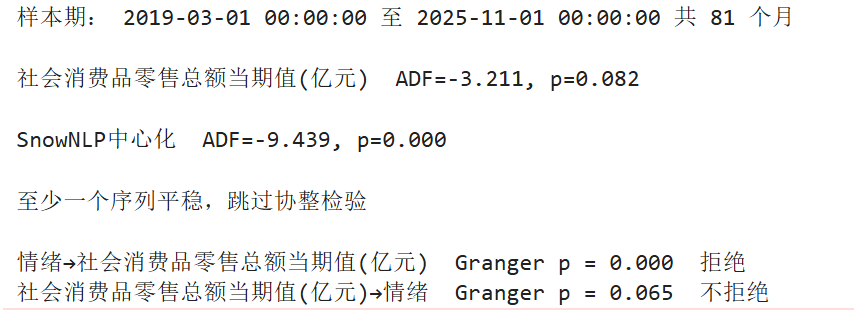 样本期： 2019-03-01 00:00:00 至 2025-11-01 00:00:00 共 81 个月
社会消费品零售总额当期值(亿元)  ADF=-3.211, p=0.082
SnowNLP中心化  ADF=-9.439, p=0.000
至少一个序列平稳，跳过协整检验
情绪→社会消费品零售总额当期值(亿元)  Granger p = 0.000  拒绝
社会消费品零售总额当期值(亿元)→情绪  Granger p = 0.065  不拒绝